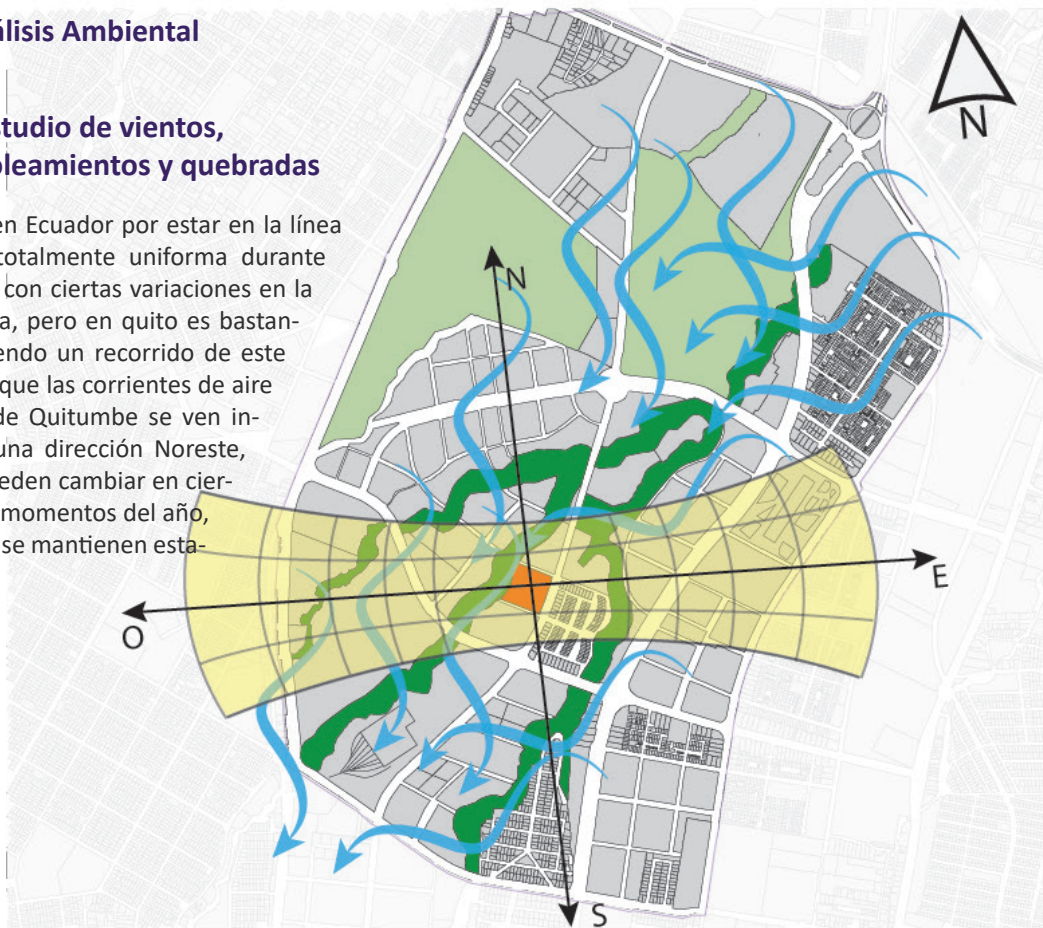 álisis Ambiental
studio de vientos,
oleamientos y quebradas
en Ecuador por estar en la línea
totalmente uniforma durante
con ciertas variaciones en la
a, pero en quito es bastan-
endo un recorrido de este
que las corrientes de aire
de Quitumbe se ven in-
una dirección Noreste,
eden cambiar en cier-
momentos del año,
se mantienen esta-
N
N
E
O
S